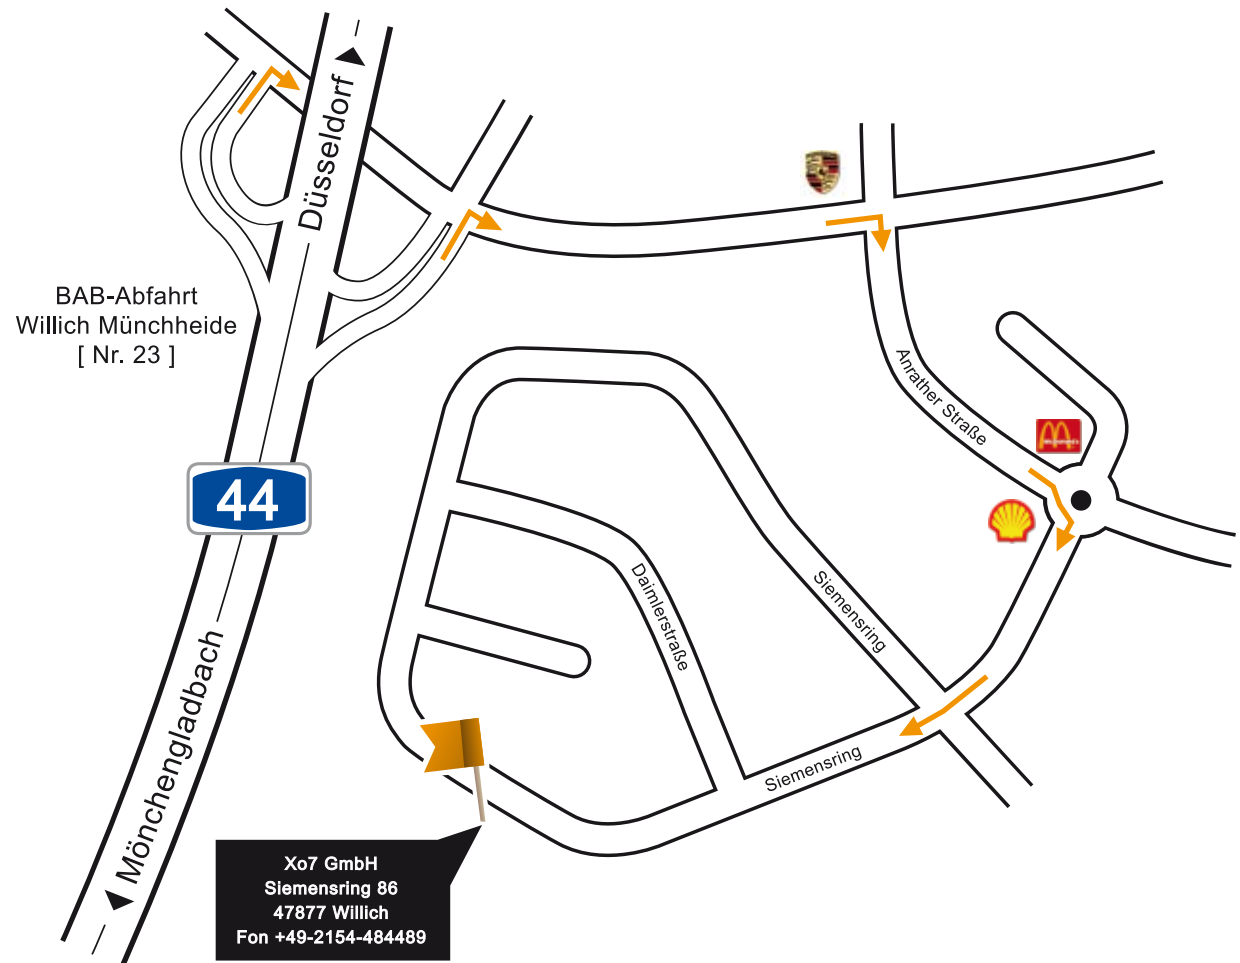 Düsseldorf
BAB-Abfahrt
Willich Münchheide
[ Nr. 23 ]
Anrather Straße
44
Daimlerstraße
Siemensring
Mönchengladbach
Siemensring
Xo7 GmbH
Siemensring 86
47877 Willich
Fon +49-2154-484489